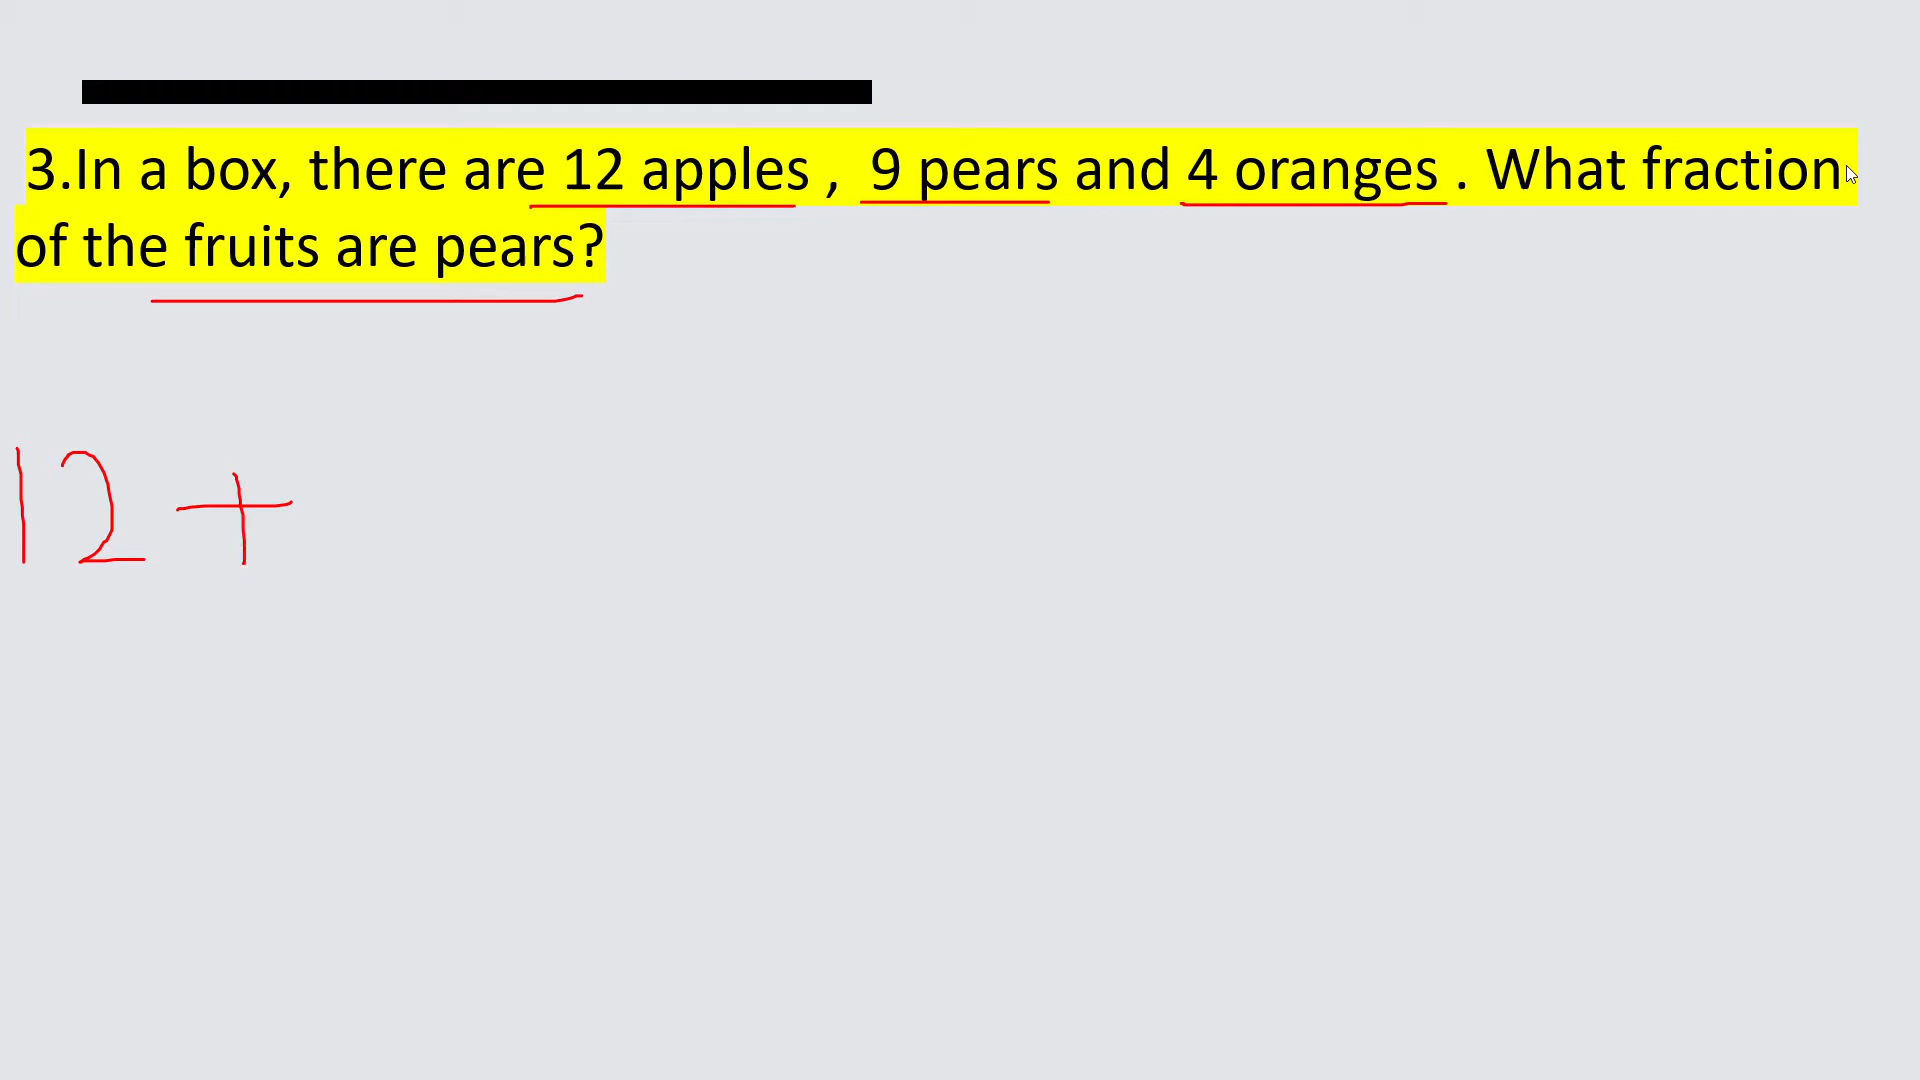 3.In a box, there are 12 apples , 9 pears and 4 oranges . What fraction
of the fruits are pears?
12 +